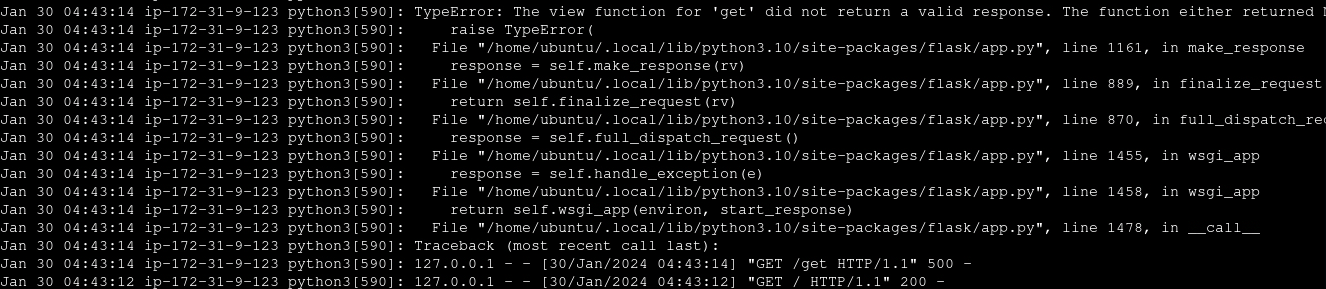 Jan 30 04:43:14 ip-172-31-9-123 python3[590]: TypeError: The view function for 'get' did not return a valid response. The function either returned
Jan 30 04:43:14 ip-172-31-9-123 python3[590]:     raise TypeError(
Jan 30 04:43:14 ip-172-31-9-123 python3[590]:   File "/home/ubuntu/.local/lib/python3.10/site-packages/flask/app.py", line 1161, in make_response
Jan 30 04:43:14 ip-172-31-9-123 python3[590]:     response = self.make_response(rv)
Jan 30 04:43:14 ip-172-31-9-123 python3[590]:   File "/home/ubuntu/.local/lib/python3.10/site-packages/flask/app.py", line 889, in finalize_request
Jan 30 04:43:14 ip-172-31-9-123 python3[590]:     return self.finalize_request(rv)
Jan 30 04:43:14 ip-172-31-9-123 python3[590]:   File "/home/ubuntu/.local/lib/python3.10/site-packages/flask/app.py", line 870, in full_dispatch_re
Jan 30 04:43:14 ip-172-31-9-123 python3[590]:     response = self.full_dispatch_request()
Jan 30 04:43:14 ip-172-31-9-123 python3[590]:   File "/home/ubuntu/.local/lib/python3.10/site-packages/flask/app.py", line 1455, in wsgi_app
Jan 30 04:43:14 ip-172-31-9-123 python3[590]:     response = self.handle_exception(e)
Jan 30 04:43:14 ip-172-31-9-123 python3[590]:   File "/home/ubuntu/.local/lib/python3.10/site-packages/flask/app.py", line 1458, in wsgi_app
Jan 30 04:43:14 ip-172-31-9-123 python3[590]:     return self.wsgi_app(environ, start_response)
Jan 30 04:43:14 ip-172-31-9-123 python3[590]:   File "/home/ubuntu/.local/lib/python3.10/site-packages/flask/app.py", line 1478, in __call__
Jan 30 04:43:14 ip-172-31-9-123 python3[590]: Traceback (most recent call last):
Jan 30 04:43:14 ip-172-31-9-123 python3[590]: 127.0.0.1 - - [30/Jan/2024 04:43:14] "GET /get HTTP/1.1" 500 -
Jan 30 04:43:12 ip-172-31-9-123 python3[590]: 127.0.0.1 - - [30/Jan/2024 04:43:12] "GET / HTTP/1.1" 200 -